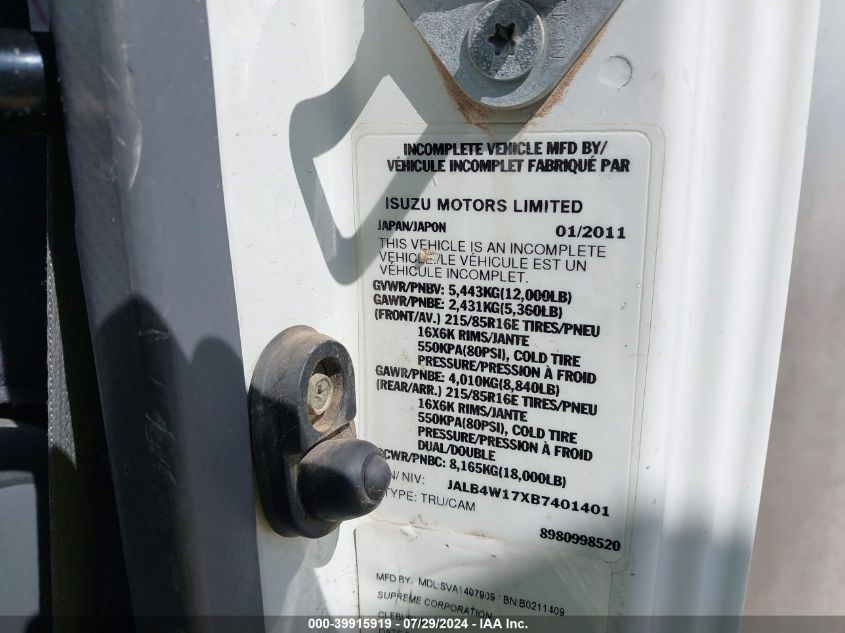 INCOMPLETE VEHICLE MFD BY/
VÉHICULE INCOMPLET FABRIQUÉ PAR
ISUZU MOTORS LIMITED
JAPAN/JAPON 01/2011
THIS VEHICLE IS AN INCOMPLETE
VEHICLE/LE VÉHICULE EST UN
VÉHICULE INCOMPLET.
GVWR/PNBV: 5,443KG(12,000LB)
GAWR/PNBE: 2,431KG(5,360LB)
(FRONT/AV.) 215/85R16E TIRES/PNEU
16X6K RIMS/JANTE
550KPA(80PSI), COLD TIRE
PRESSURE/PRESSION À FROID
GAWR/PNBE: 4,010KG(8,840LB)
(REAR/ARR.) 215/85R16E TIRES/PNEU
16X6K RIMS/JANTE
550KPA(80PSI), COLD TIRE
PRESSURE/PRESSION À FROID
DUAL/DOUBLE
CWR/PNBC: 8,165KG(18,000LB)
N/ NIV: JALB4W17XB7401401
TYPE: TRU/CAM
8980998520
MFD BY: MDL:SVA1407909 BN:B0211409
SUPREME CORPORATION
000-39915919 - 07/29/2024 - IAA Inc.